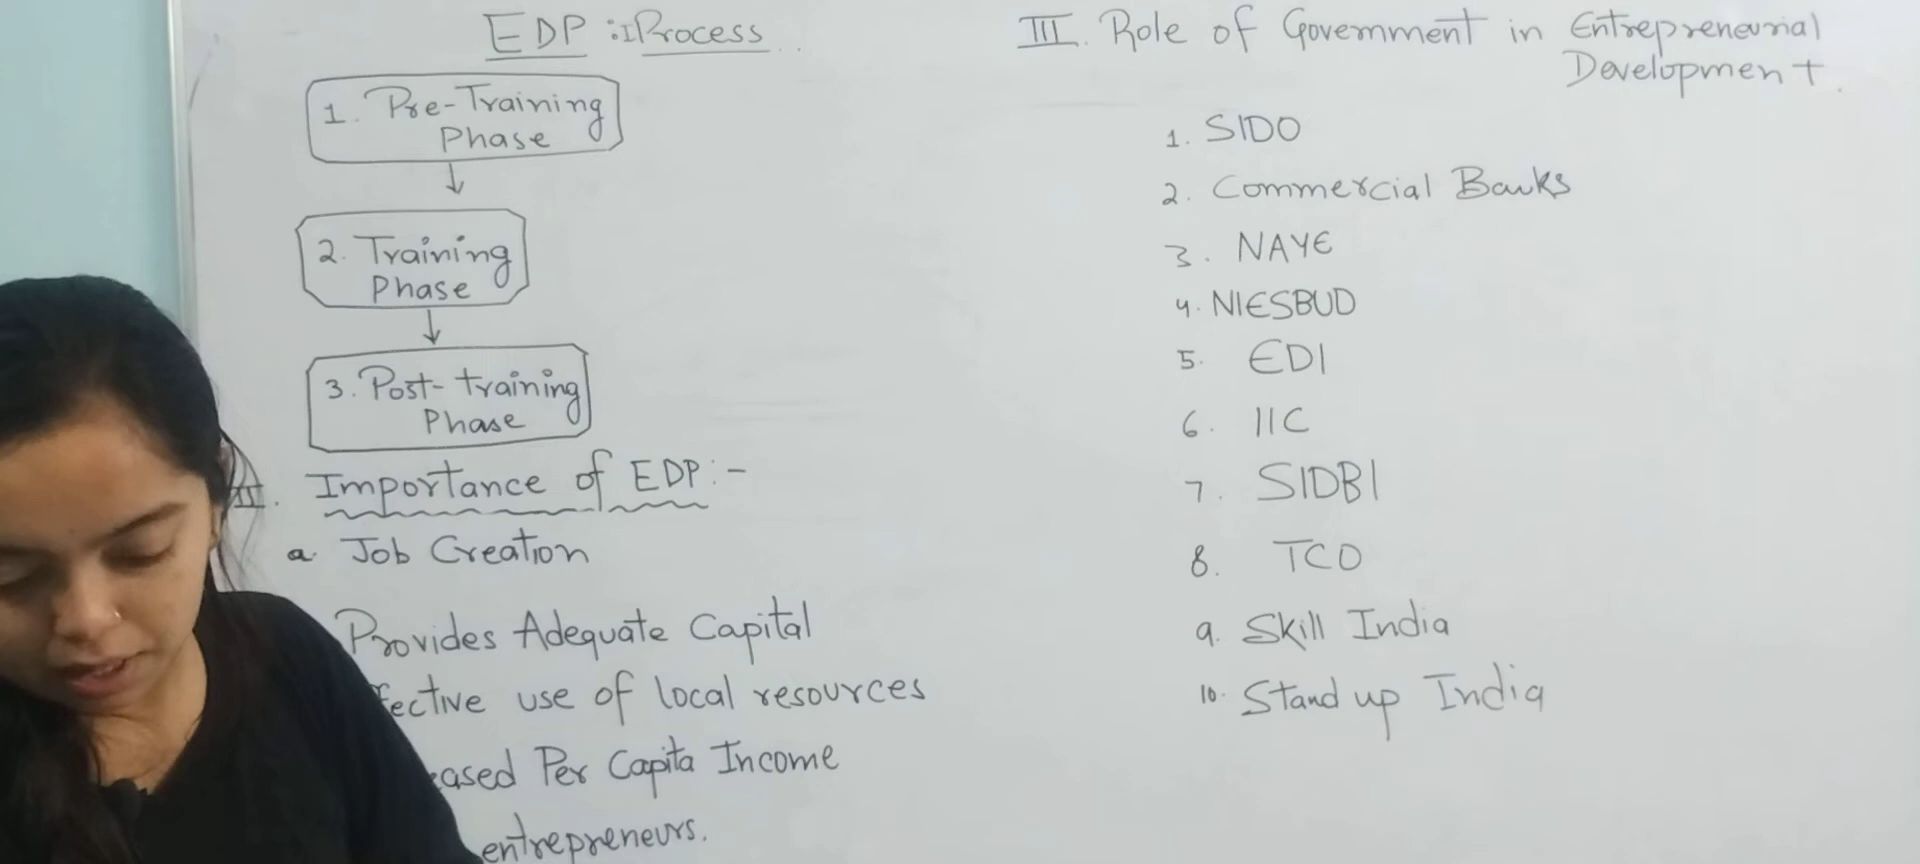 EDP : Process
1. Pre-Training
Phase
2. Training
Phase
3. Post-training
Phase
II. Importance of EDP :-
a. Job Creation
Provides Adequate Capital
use of local resources
Per Capita Income
entrepreneurs.
III. Role of Government in Entrepreneurial
Development.
1. SIDO
2. Commercial Banks
3. NAYE
4. NIESBUD
5. EDI
6. IIC
7. SIDBI
8. TCO
9. Skill India
10. Stand up India